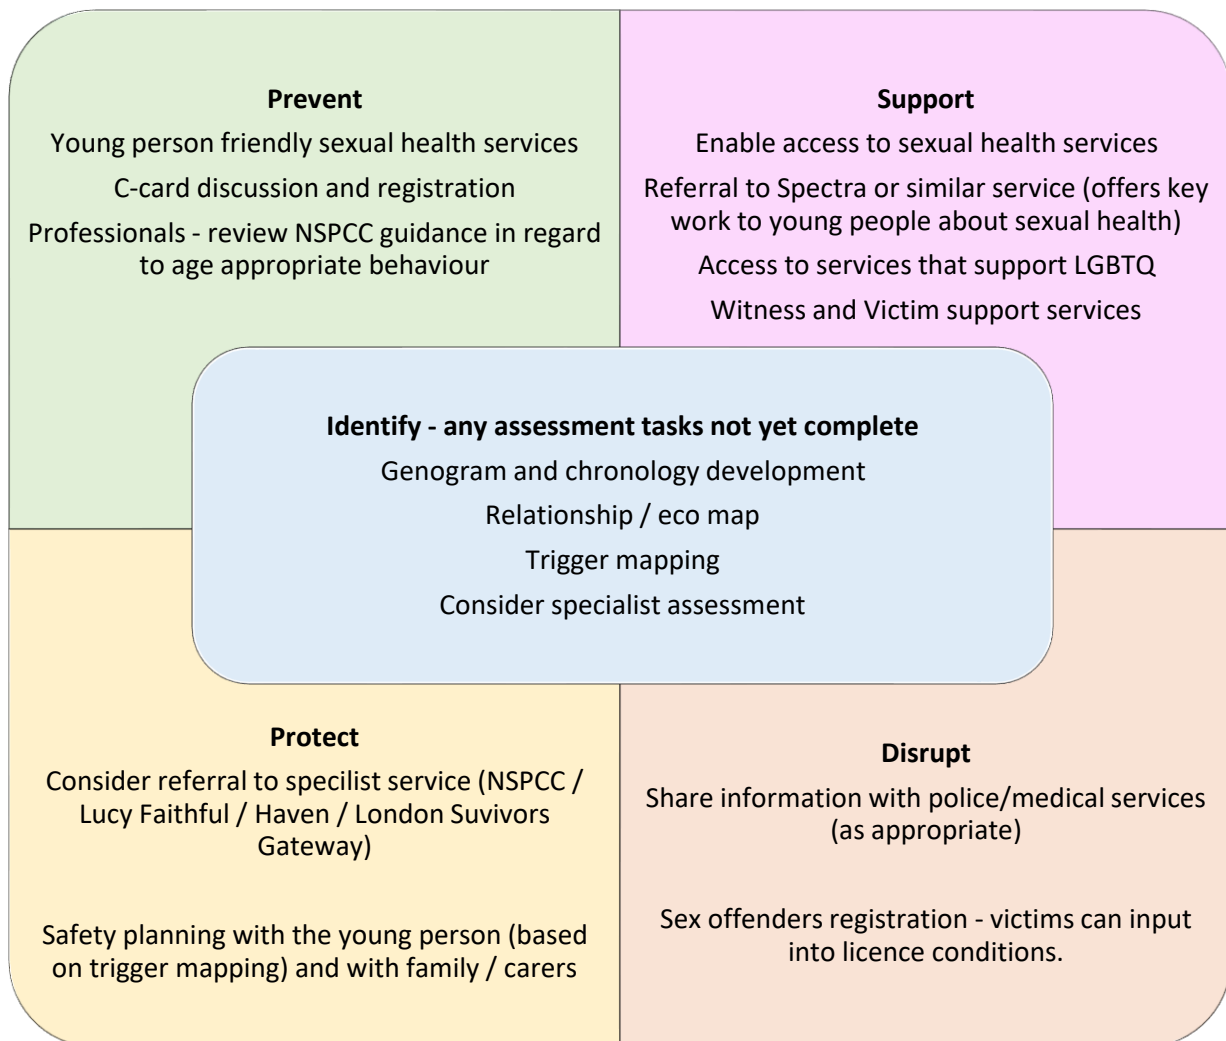 Prevent
Young person friendly sexual health services
C-card discussion and registration
Professionals - review NSPCC guidance in regard
to age appropriate behaviour
Support
Enable access to sexual health services
Referral to Spectra or similar service (offers key
work to young people about sexual health)
Access to services that support LGBTQ
Witness and Victim support services
Identify - any assessment tasks not yet complete
Genogram and chronology development
Relationship / eco map
Trigger mapping
Consider specialist assessment
Protect
Consider referral to specilist service (NSPCC /
Lucy Faithful / Haven / London Suvivors
Gateway)
Safety planning with the young person (based
on trigger mapping) and with family / carers
Disrupt
Share information with police/medical services
(as appropriate)
Sex offenders registration - victims can input
into licence conditions.